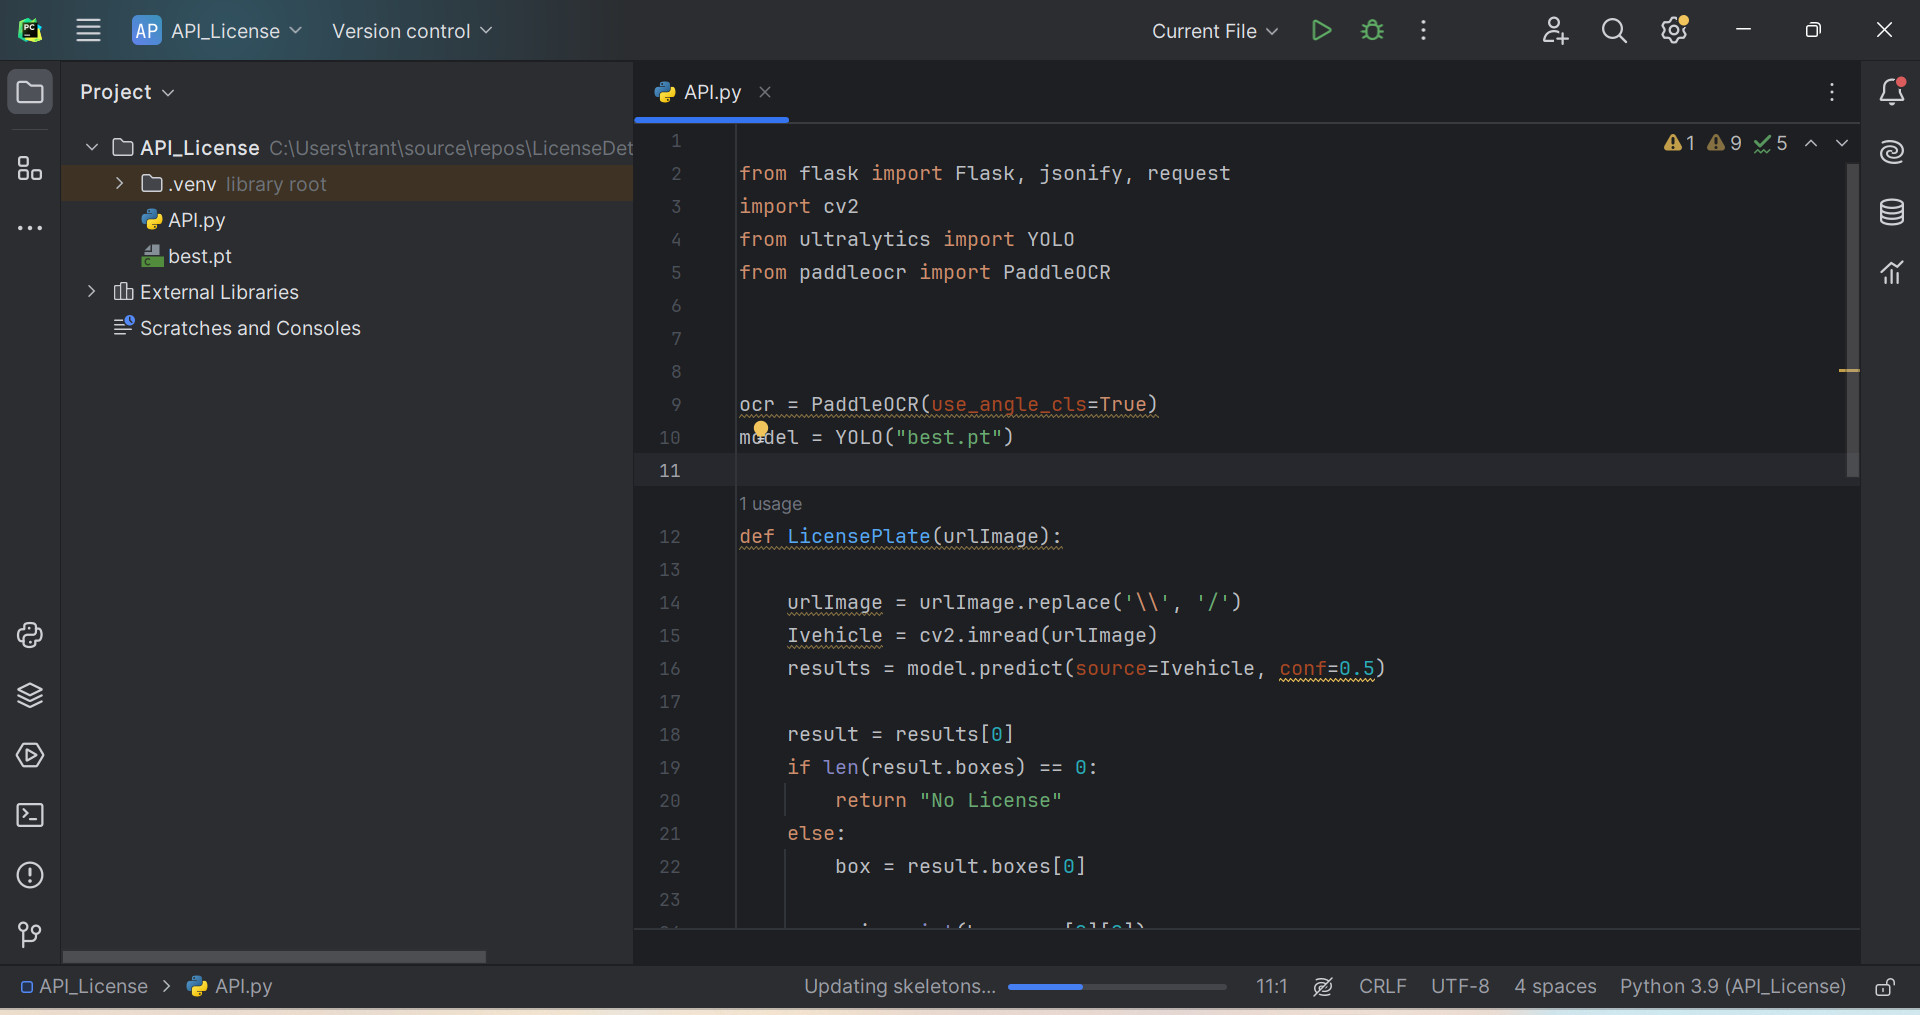 PC
AP API_License Version control Current File
Project
API.py
API_License C:\Users\trant\source\repos\LicenseDet
.venv library root
API.py
best.pt
External Libraries
Scratches and Consoles
1 9 5
1
2 from flask import Flask, jsonify, request
3 import cv2
4 from ultralytics import YOLO
5 from paddleocr import PaddleOCR
6
7
8
9 ocr = PaddleOCR(use_angle_cls=True)
10 model = YOLO("best.pt")
11
1 usage
12 def LicensePlate(urlImage):
13
14 urlImage = urlImage.replace('\\', '/')
15 Ivehicle = cv2.imread(urlImage)
16 results = model.predict(source=Ivehicle, conf=0.5)
17
18 result = results[0]
19 if len(result.boxes) == 0:
20 return "No License"
21 else:
22 box = result.boxes[0]
23
API_License > API.py Updating skeletons... 11:1 CRLF UTF-8 4 spaces Python 3.9 (API_License)